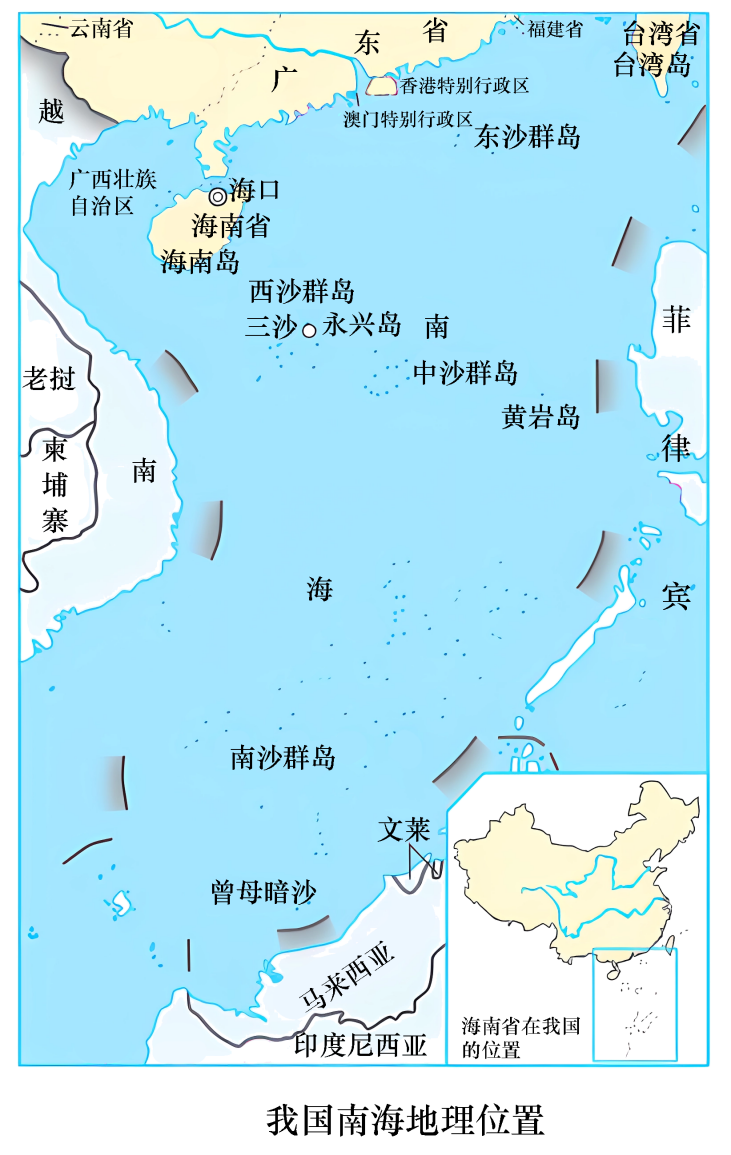 云南省
广
东
省
福建省
台湾省
台湾岛
越
香港特别行政区
澳门特别行政区
东沙群岛
广西壮族
自治区
海口
海南省
海南岛
西沙群岛
三沙
永兴岛
南
菲
老挝
中沙群岛
黄岩岛
律
柬
埔
寨
南
海
宾
南沙群岛
文莱
曾母暗沙
马来西亚
印度尼西亚
海南省在我国
的位置
我国南海地理位置